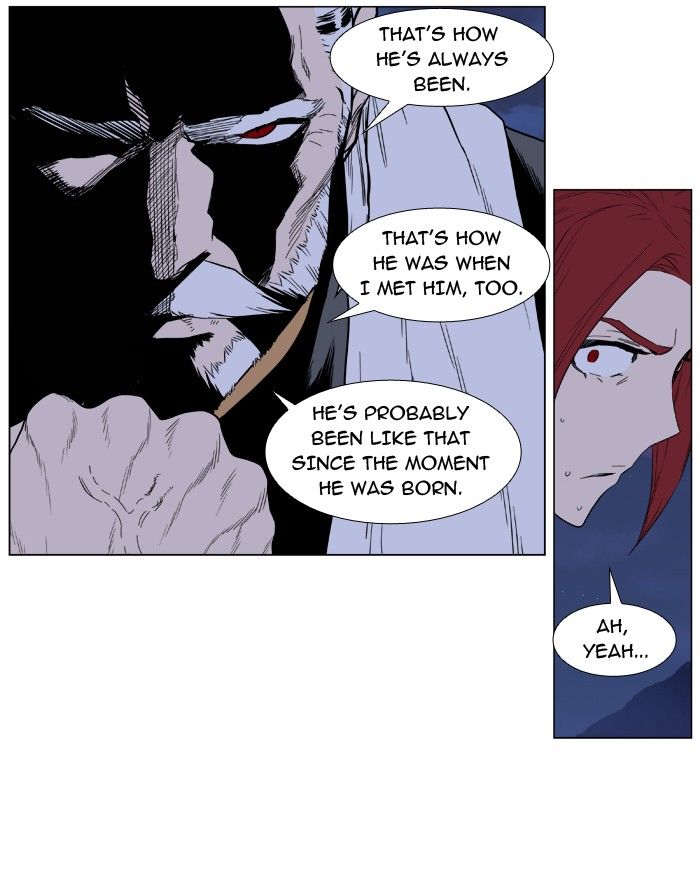 THAT'S HOW
HE'S ALWAYS
BEEN.
THAT'S HOW
HE WAS WHEN
I MET HIM, TOO.
HE'S PROBABLY
BEEN LIKE THAT
SINCE THE MOMENT
HE WAS BORN.
AH,
YEAH...